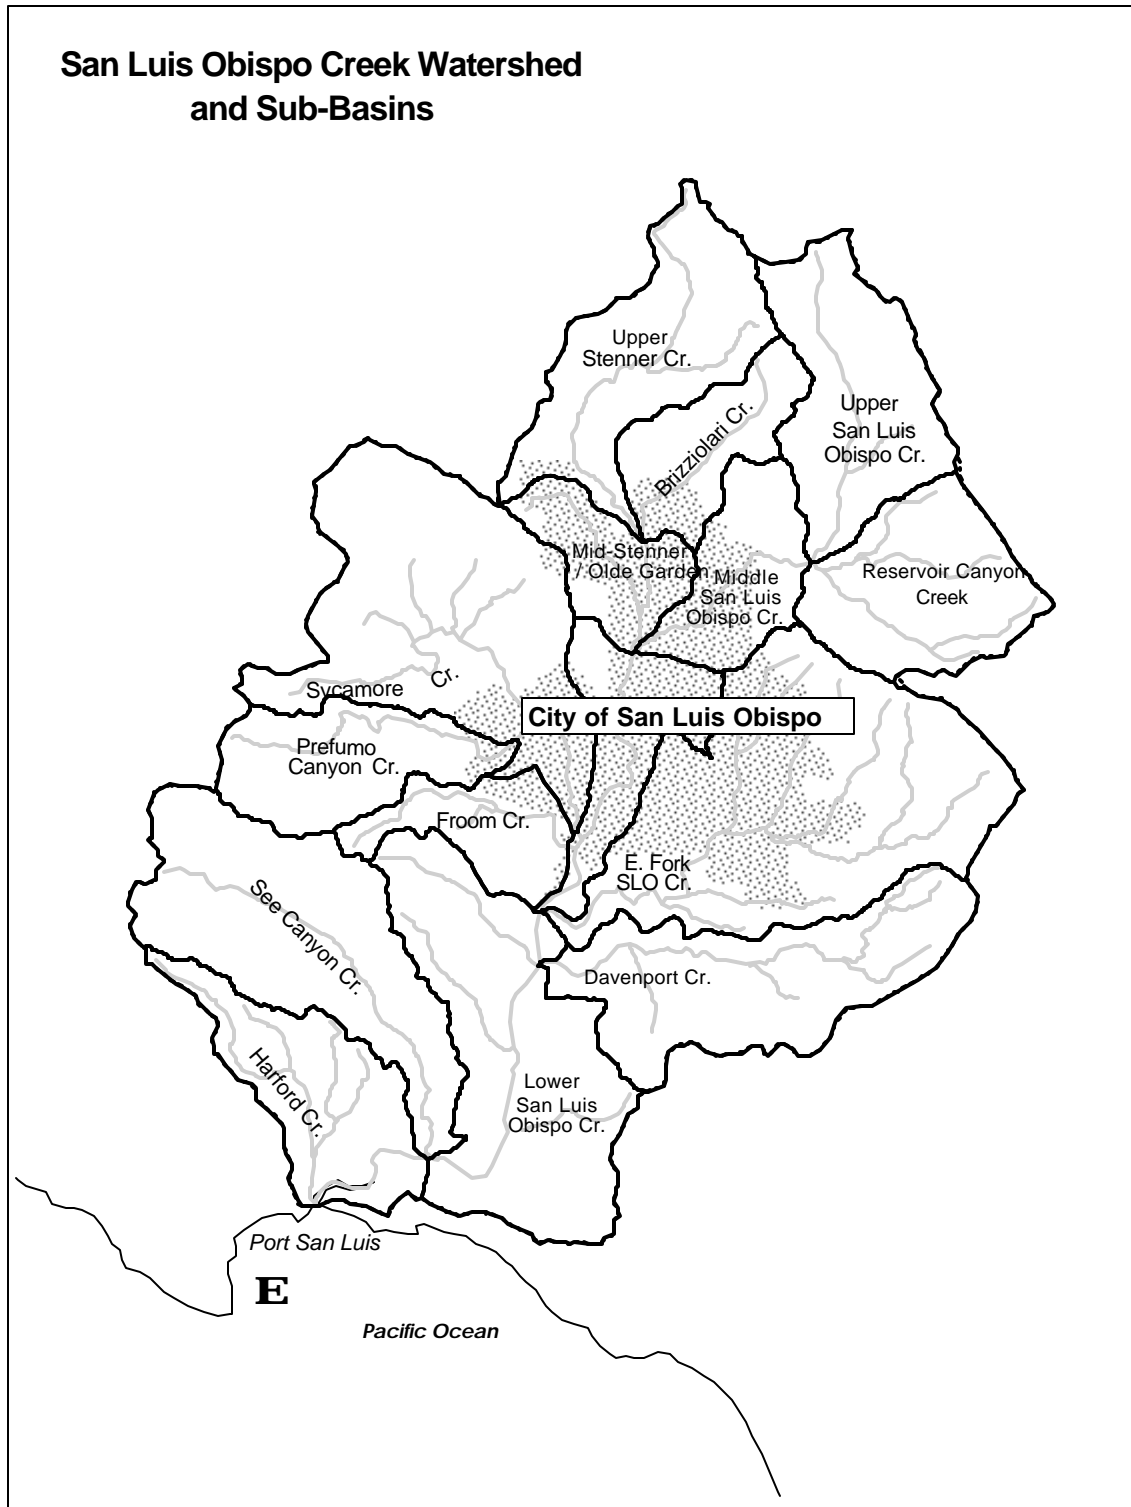 San Luis Obispo Creek Watershed
and Sub-Basins
Upper
Stenner Cr.
Upper
San Luis
Obispo Cr.
Brizziolari Cr.
Mid-Stenner
/ Olde Garden
Middle
San Luis
Obispo Cr.
Reservoir Canyon
Creek
Sycamore Cr.
City of San Luis Obispo
Prefumo
Canyon Cr.
Froom Cr.
E. Fork
SLO Cr.
See Canyon Cr.
Davenport Cr.
Harford Cr.
Lower
San Luis
Obispo Cr.
Port San Luis
E
Pacific Ocean